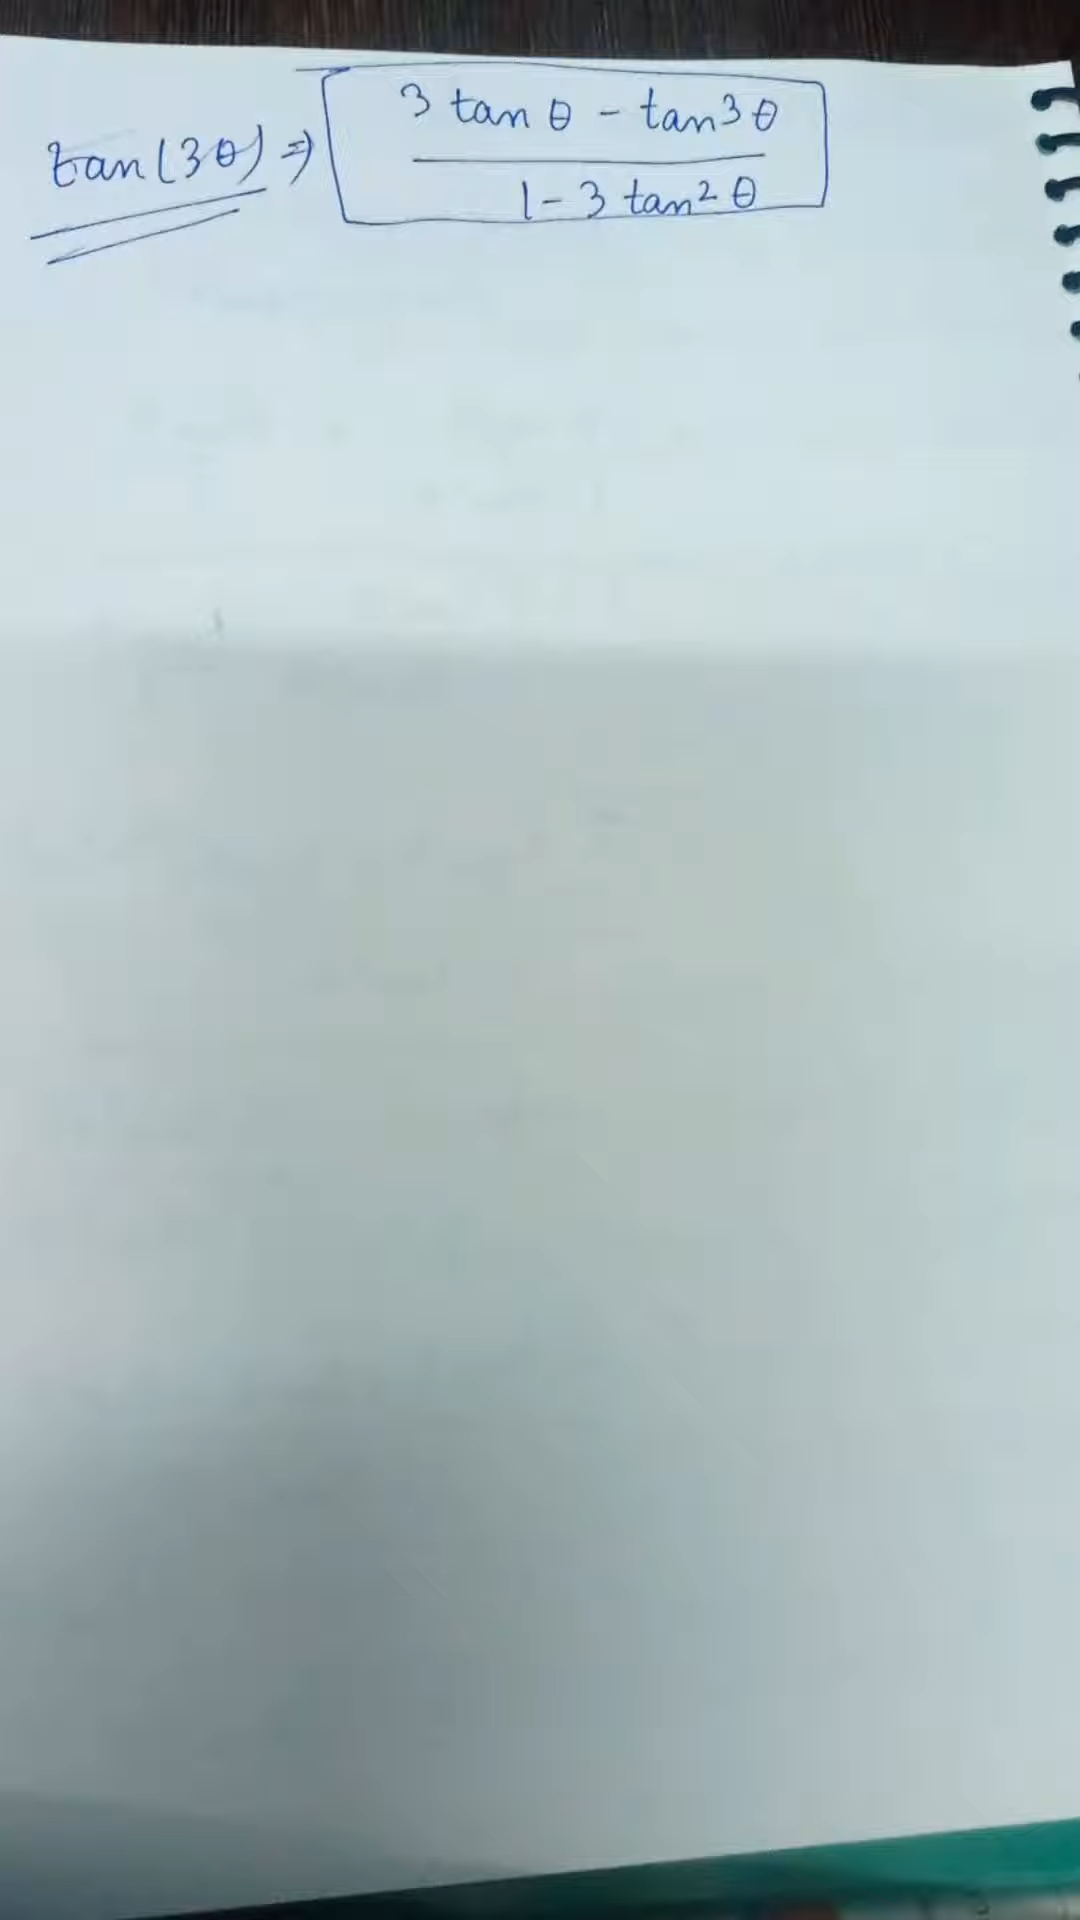 tan(3θ) ⇒ 3 tan θ - tan³ θ
1 - 3 tan² θ